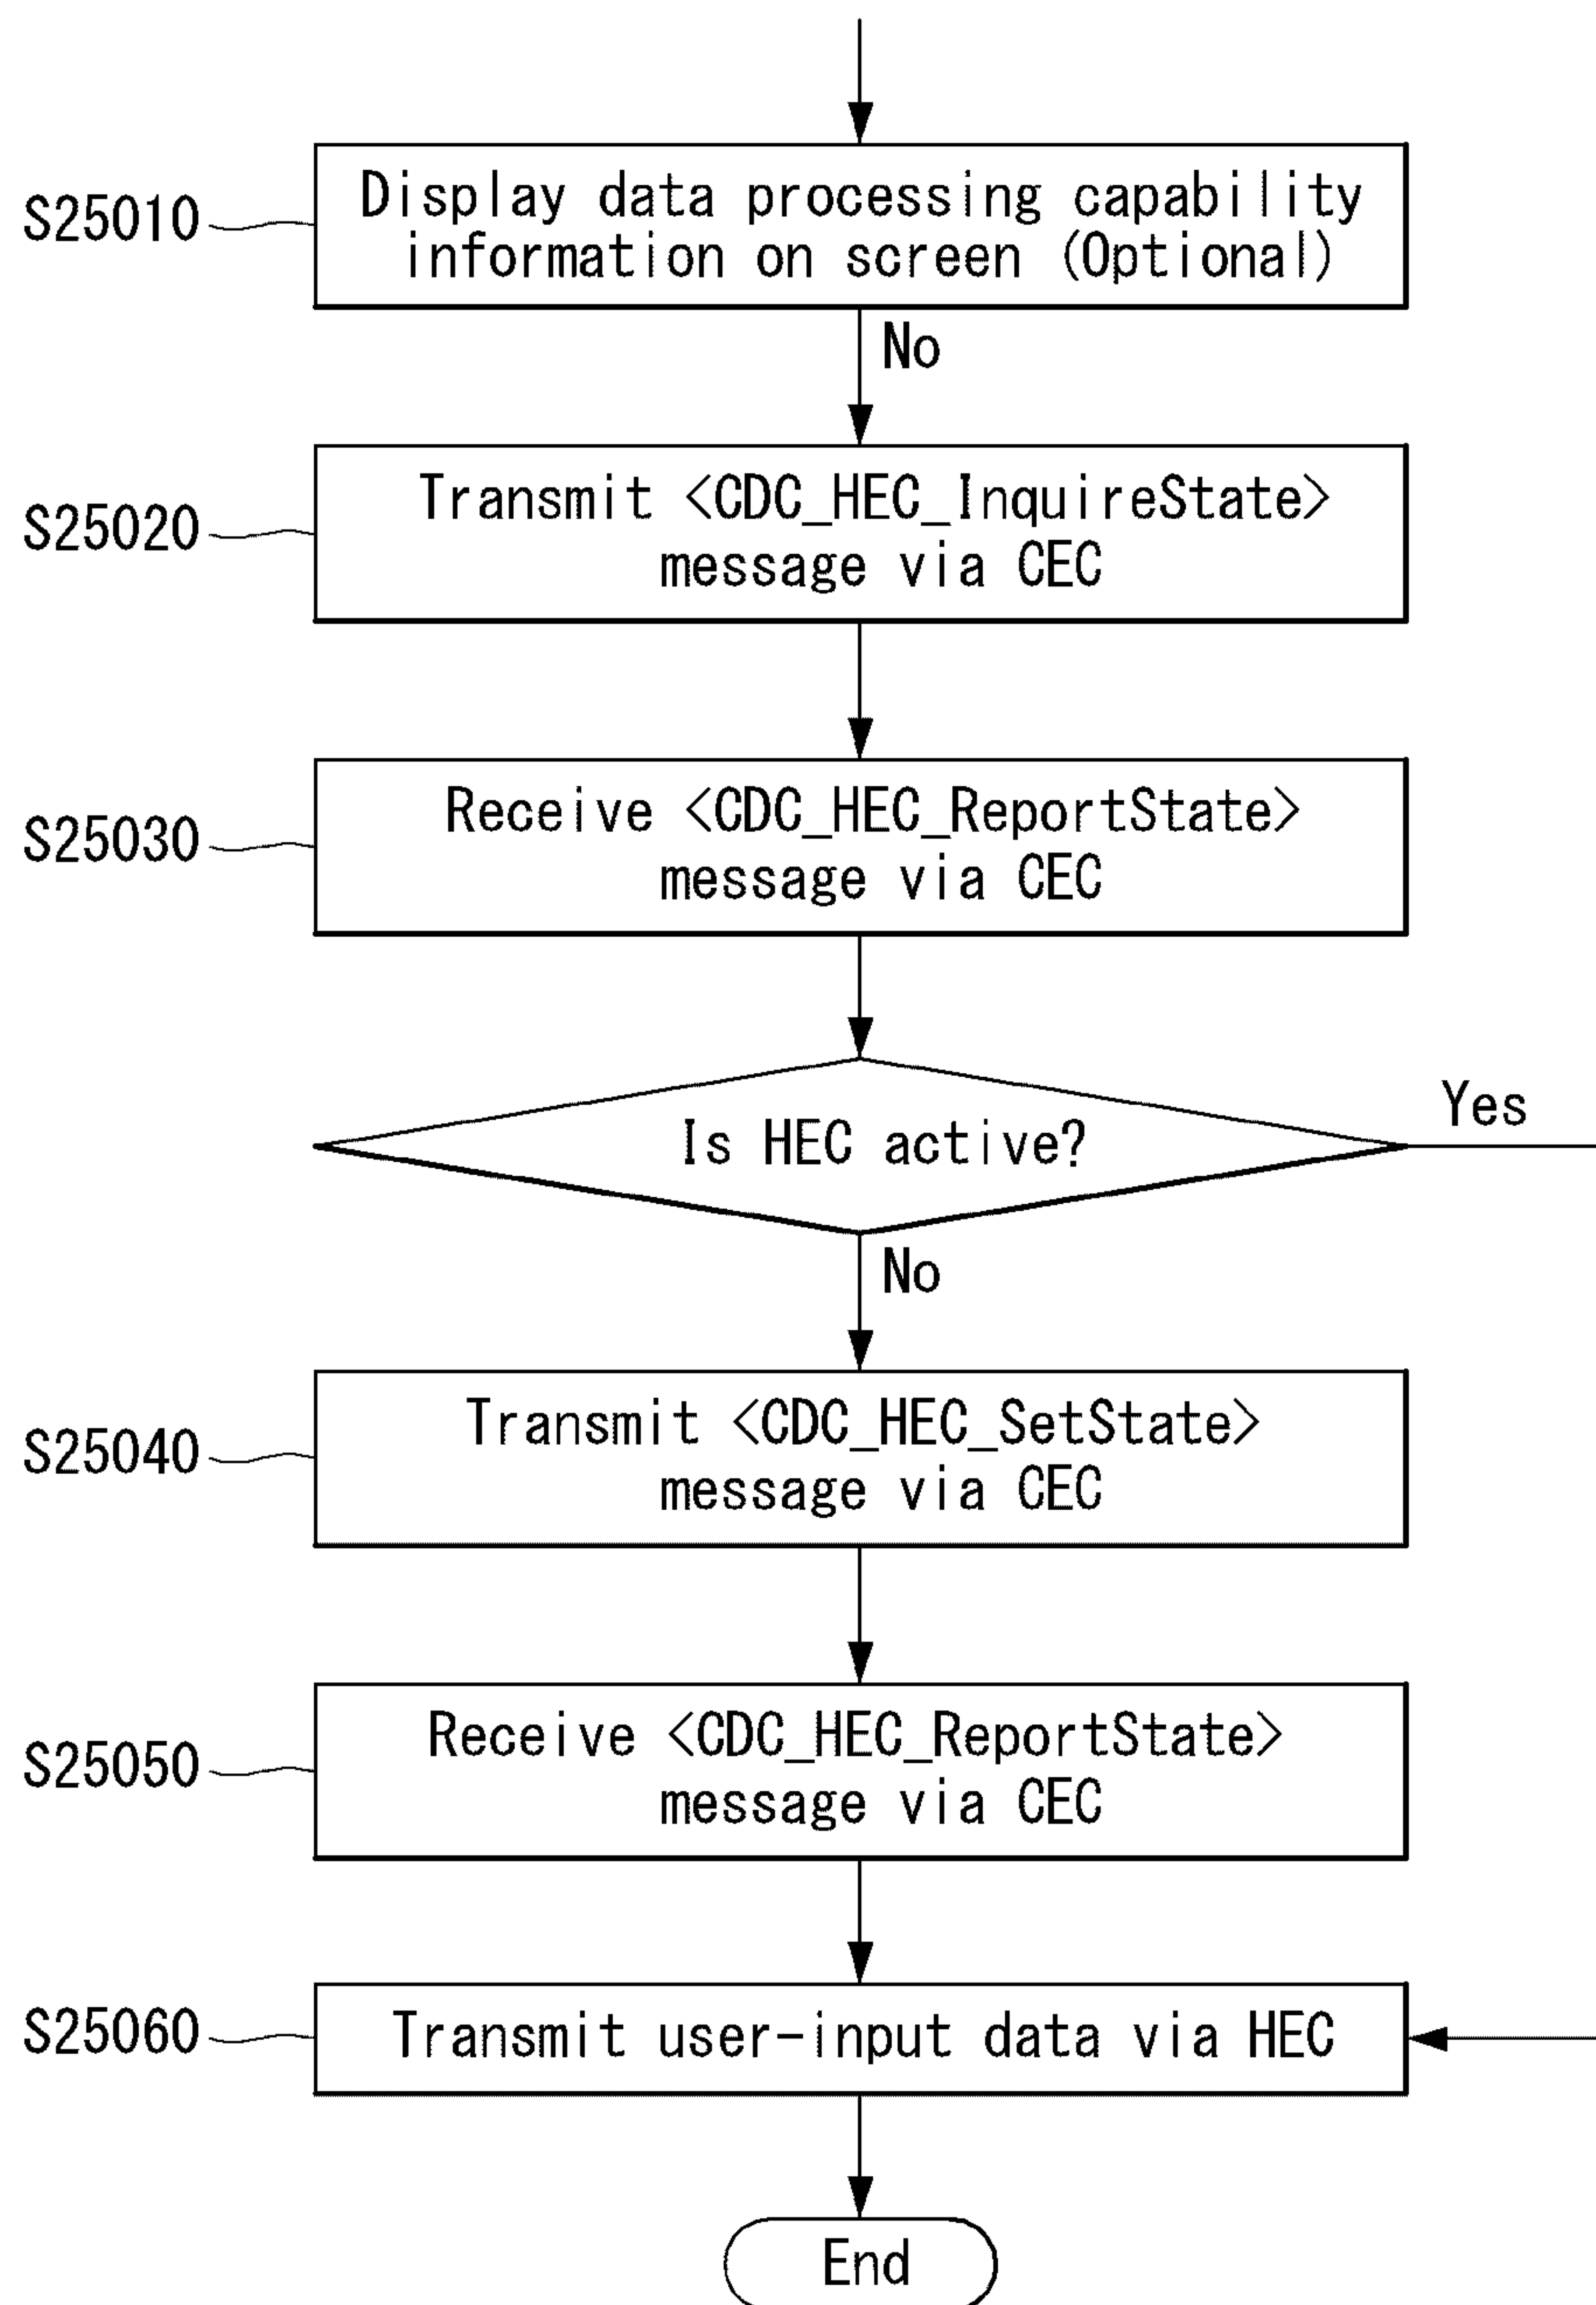 S25010
Display data processing capability
information on screen (Optional)
No
S25020
Transmit <CDC_HEC_InquireState>
message via CEC
S25030
Receive <CDC_HEC_ReportState>
message via CEC
Is HEC active?
Yes
No
S25040
Transmit <CDC_HEC_SetState>
message via CEC
S25050
Receive <CDC_HEC_ReportState>
message via CEC
S25060
Transmit user-input data via HEC
End